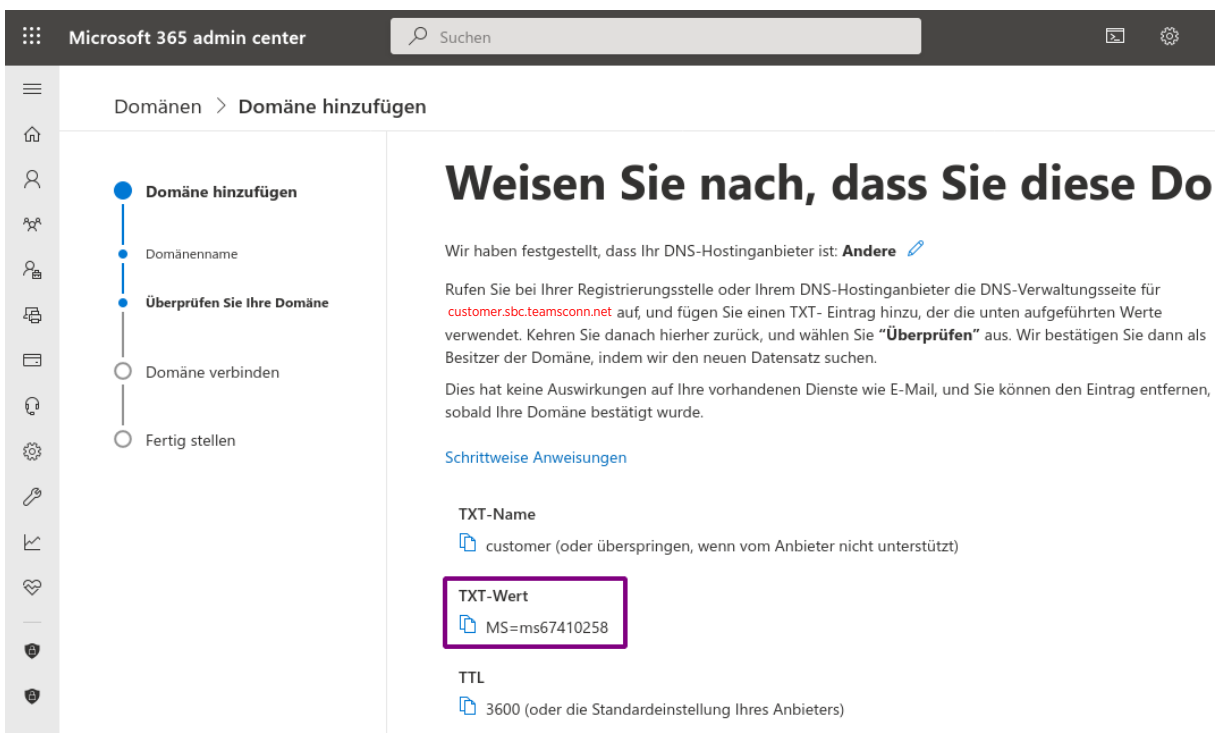 Microsoft 365 admin center
Suchen
Domänen > Domäne hinzufügen
Domäne hinzufügen
Domänenname
Überprüfen Sie Ihre Domäne
Domäne verbinden
Fertig stellen
Weisen Sie nach, dass Sie diese Do
Wir haben festgestellt, dass Ihr DNS-Hostinganbieter ist: Andere
Rufen Sie bei Ihrer Registrierungsstelle oder Ihrem DNS-Hostinganbieter die DNS-Verwaltungsseite für
customer.sbc.teamsconn.net auf, und fügen Sie einen TXT- Eintrag hinzu, der die unten aufgeführten Werte
verwendet. Kehren Sie danach hierher zurück, und wählen Sie “Überprüfen” aus. Wir bestätigen Sie dann als
Besitzer der Domäne, indem wir den neuen Datensatz suchen.
Dies hat keine Auswirkungen auf Ihre vorhandenen Dienste wie E-Mail, und Sie können den Eintrag entfernen,
sobald Ihre Domäne bestätigt wurde.
Schrittweise Anweisungen
TXT-Name
customer (oder überspringen, wenn vom Anbieter nicht unterstützt)
TXT-Wert
MS=ms67410258
TTL
3600 (oder die Standardeinstellung Ihres Anbieters)